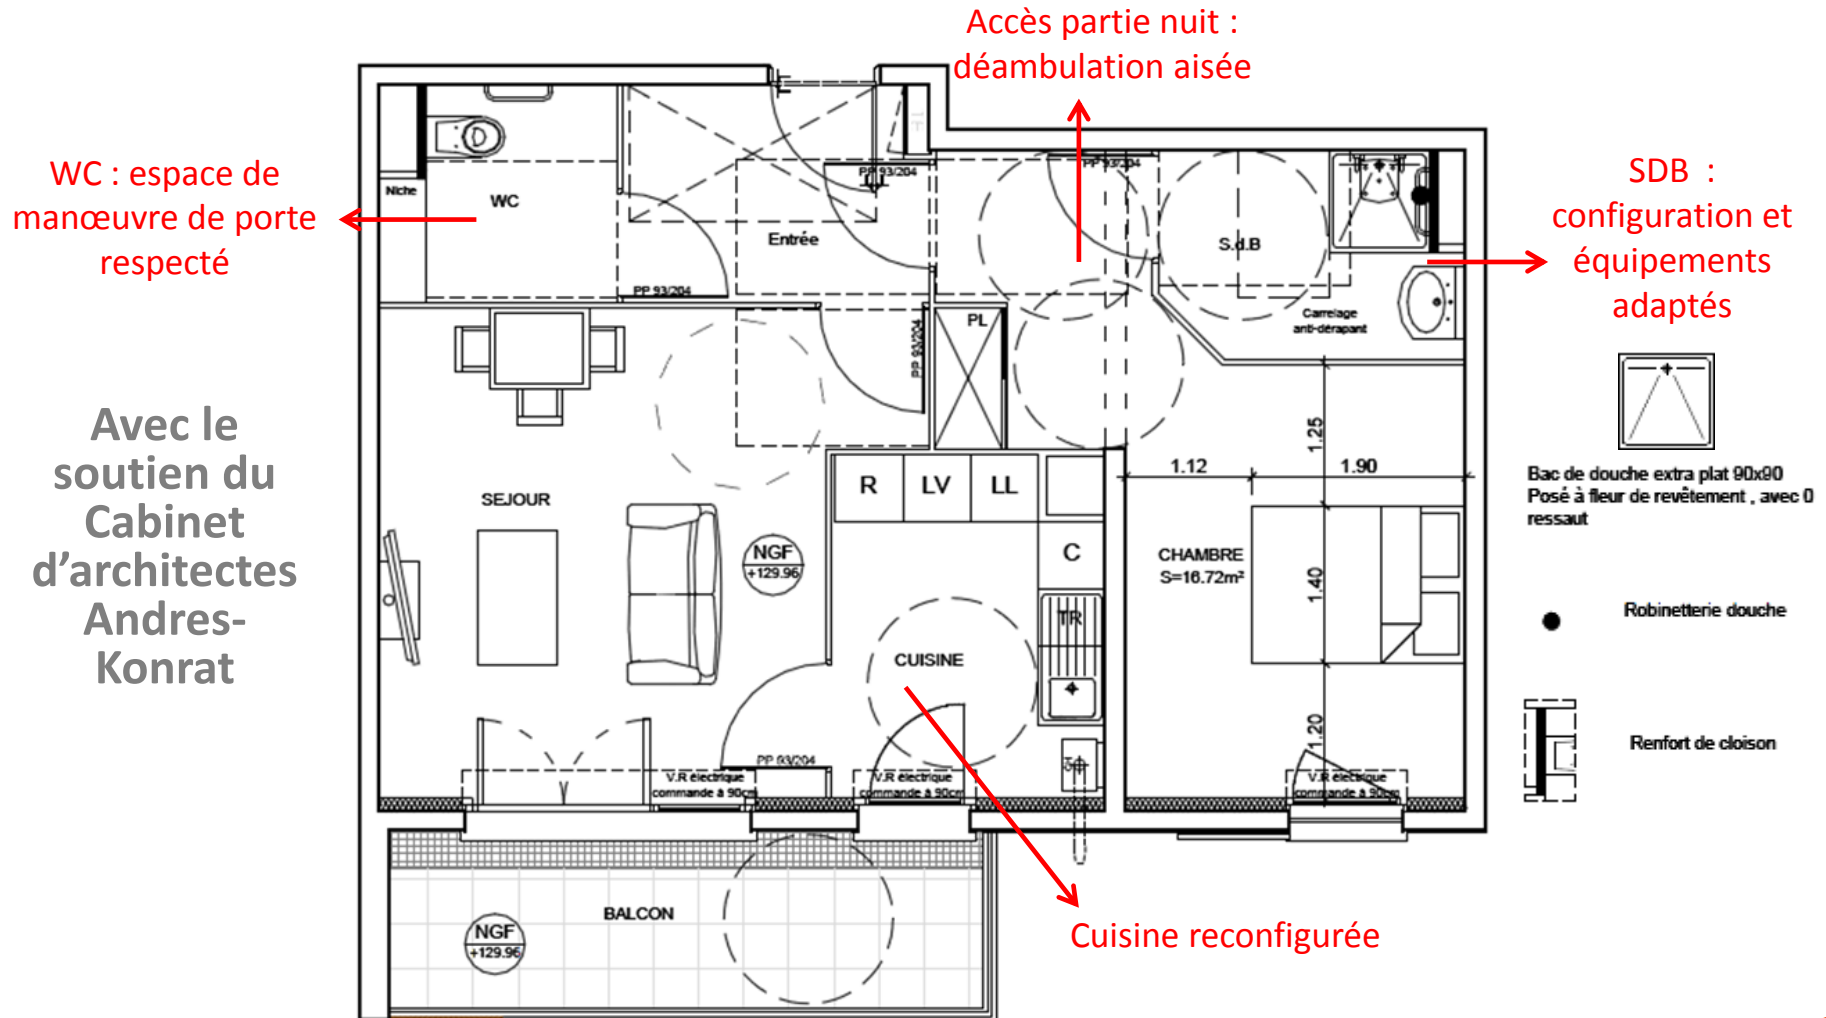 Accès partie nuit :
déambulation aisée
WC : espace de
manœuvre de porte
respecté
SDB :
configuration et
équipements
adaptés
Avec le
soutien du
Cabinet
d’architectes
Andres-
Konrat
Niche
WC
Entrée
PP 93/204
PP 93/204
PP 93/204
PP 93/204
S.d.B
Carrelage
anti-dérapant
PL
SEJOUR
R
LV
LL
C
TR
NGF
+129.96
CUISINE
PP 93/204
V.R électrique
commande à 90cm
V.R électrique
commande à 90cm
V.R électrique
commande à 90cm
1.12
1.90
1.25
1.40
1.20
CHAMBRE
S=16.72m²
BALCON
NGF
+129.96
Cuisine reconfigurée
Bac de douche extra plat 90x90
Posé à fleur de revêtement , avec 0
ressaut
Robinetterie douche
Renfort de cloison